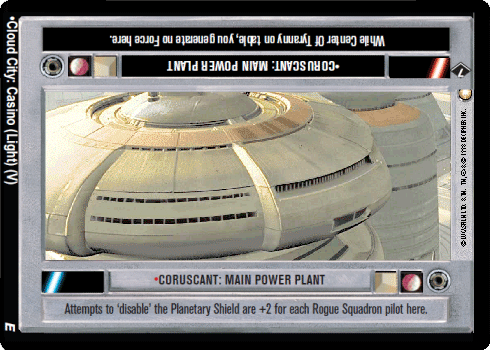 While Center Of Tyranny on table, you generate no Force here.
•CORUSCANT: MAIN POWER PLANT
•CORUSCANT: MAIN POWER PLANT
Attempts to 'disable' the Planetary Shield are +2 for each Rogue Squadron pilot here.
•Cloud City: Casino (Light) (V)
E